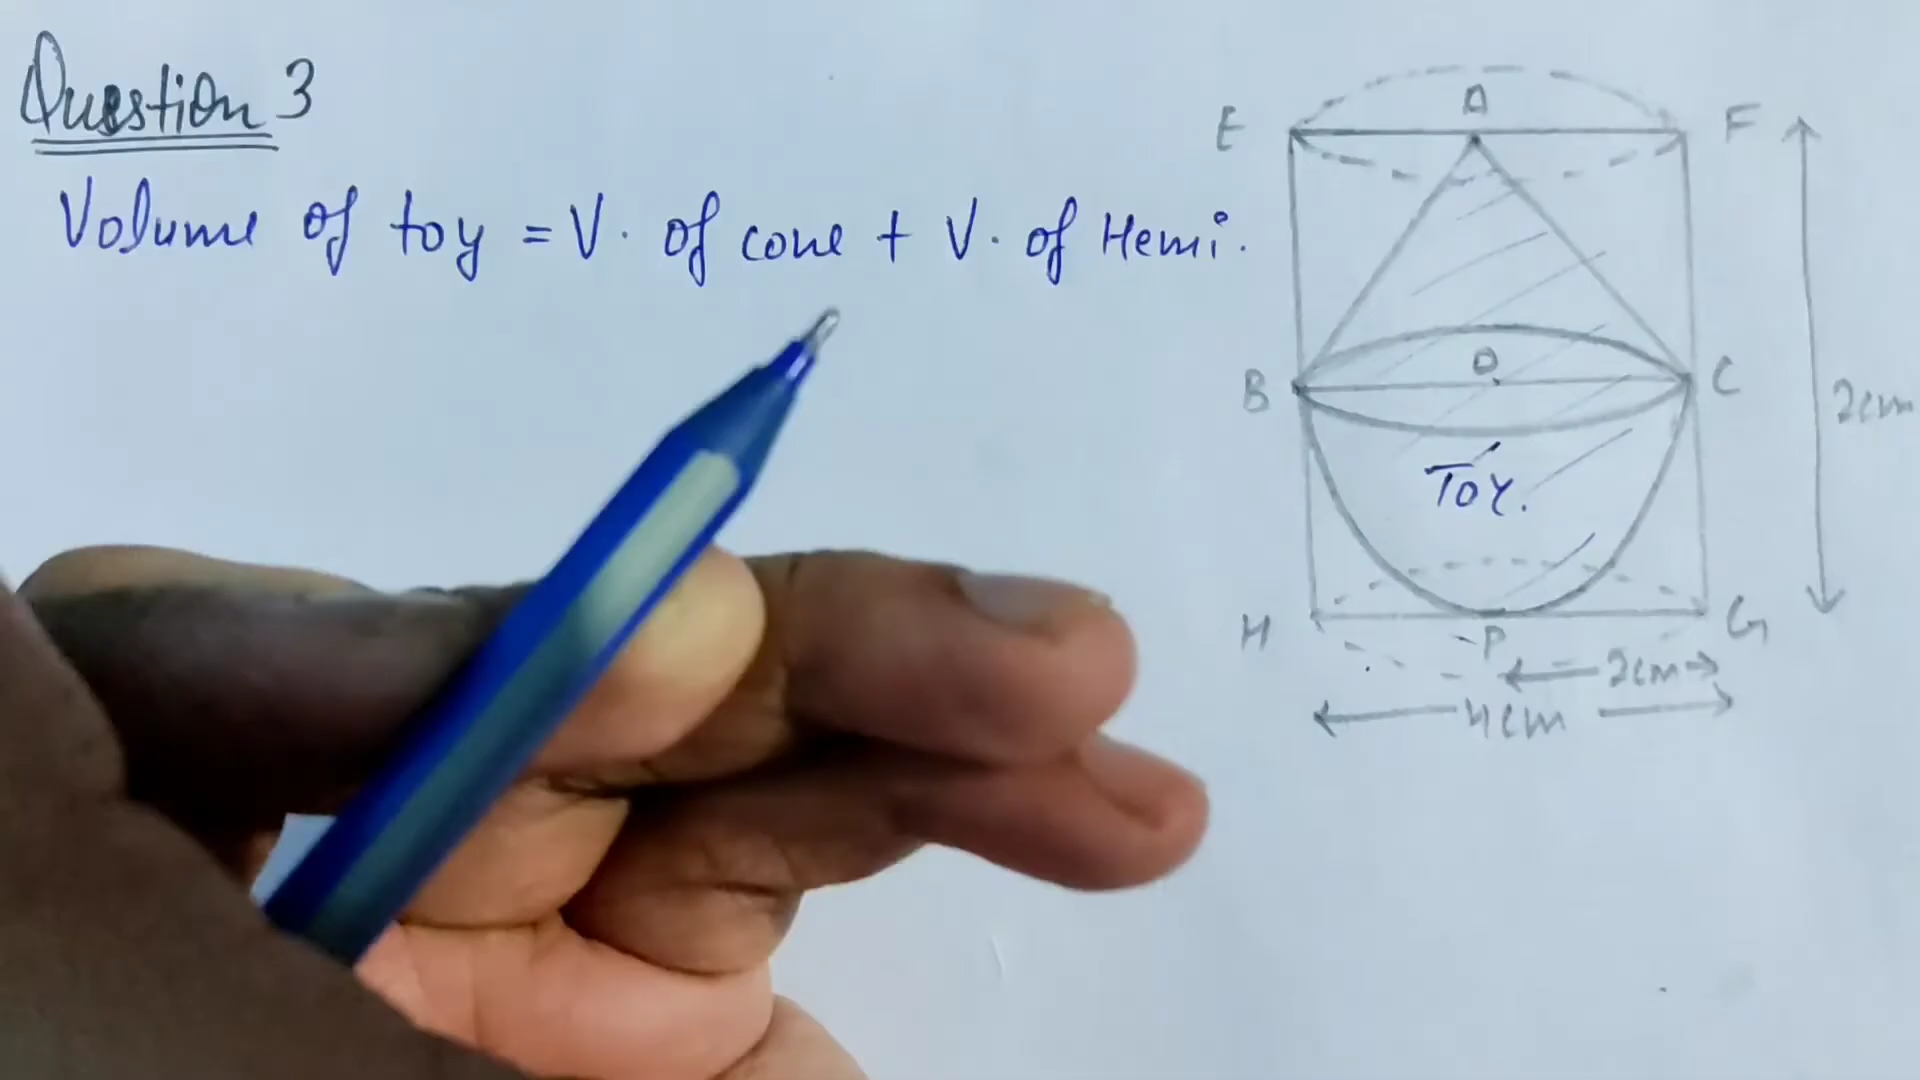 Question 3
Volume of toy = V. of cone + V. of Hemi.
A
E F
O
B C
2cm
TOY.
H P G
2cm
4cm